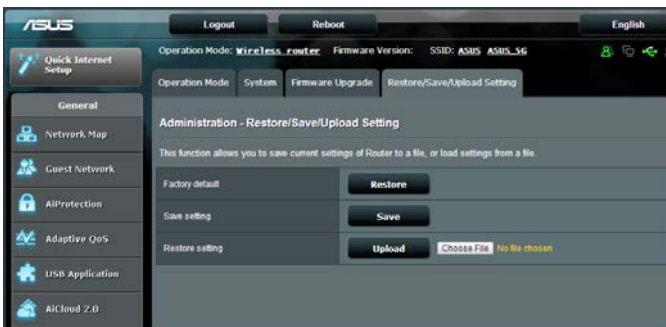 ASUS Logout Reboot English
Quick Internet Setup
Operation Mode: Wireless router Firmware Version: SSID: ASUS ASUS_5G
Operation Mode System Firmware Upgrade Restore/Save/Upload Setting
General
Network Map
Guest Network
AiProtection
Adaptive QoS
USB Application
AiCloud 2.0
Administration - Restore/Save/Upload Setting
This function allows you to save current settings of Router to a file, or load settings from a file.
Factory default Restore
Save setting Save
Restore setting Upload Choose File No file chosen